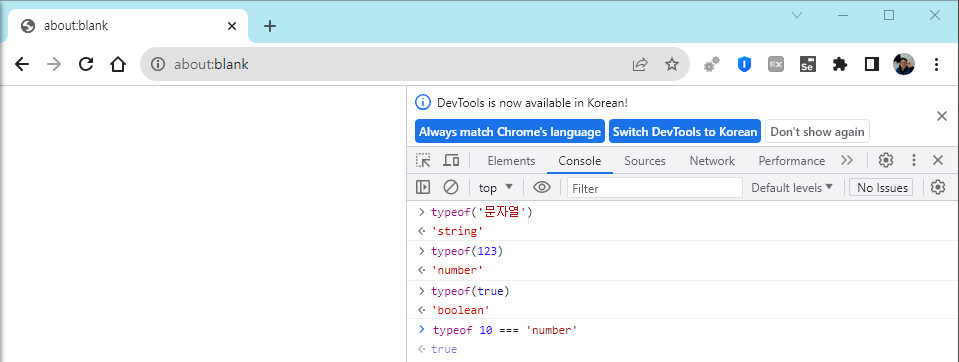 about:blank
about:blank
EX
Se
DevTools is now available in Korean!
Always match Chrome's language Switch DevTools to Korean Don't show again
Elements Console Sources Network Performance
top Filter Default levels No Issues
typeof('문자열')
'string'
typeof(123)
'number'
typeof(true)
'boolean'
typeof 10 === 'number'
true